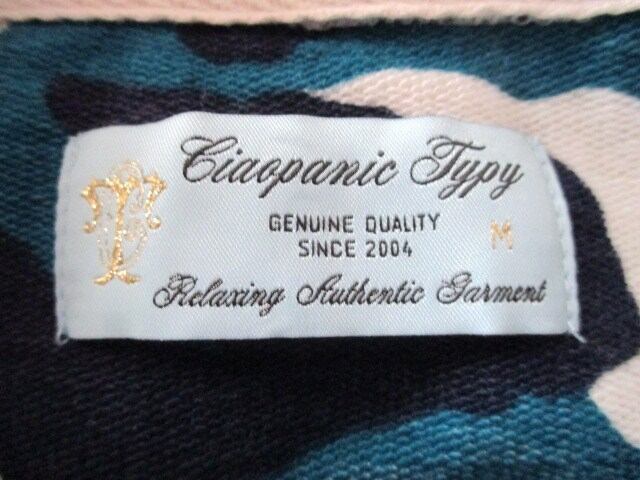 Ciaopanic Typy
GENUINE QUALITY
SINCE 2004
M
Relaxing Authentic Garment